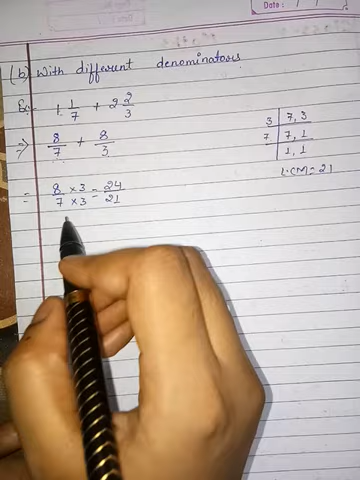 Date: / /
(b) With different denominators
Ex:- 1 1/7 + 2 2/3
⇒ 8/7 + 8/3
= 8/7 ×3/×3 = 24/21
3 | 7, 3
7 | 7, 1
1, 1
LCM = 21